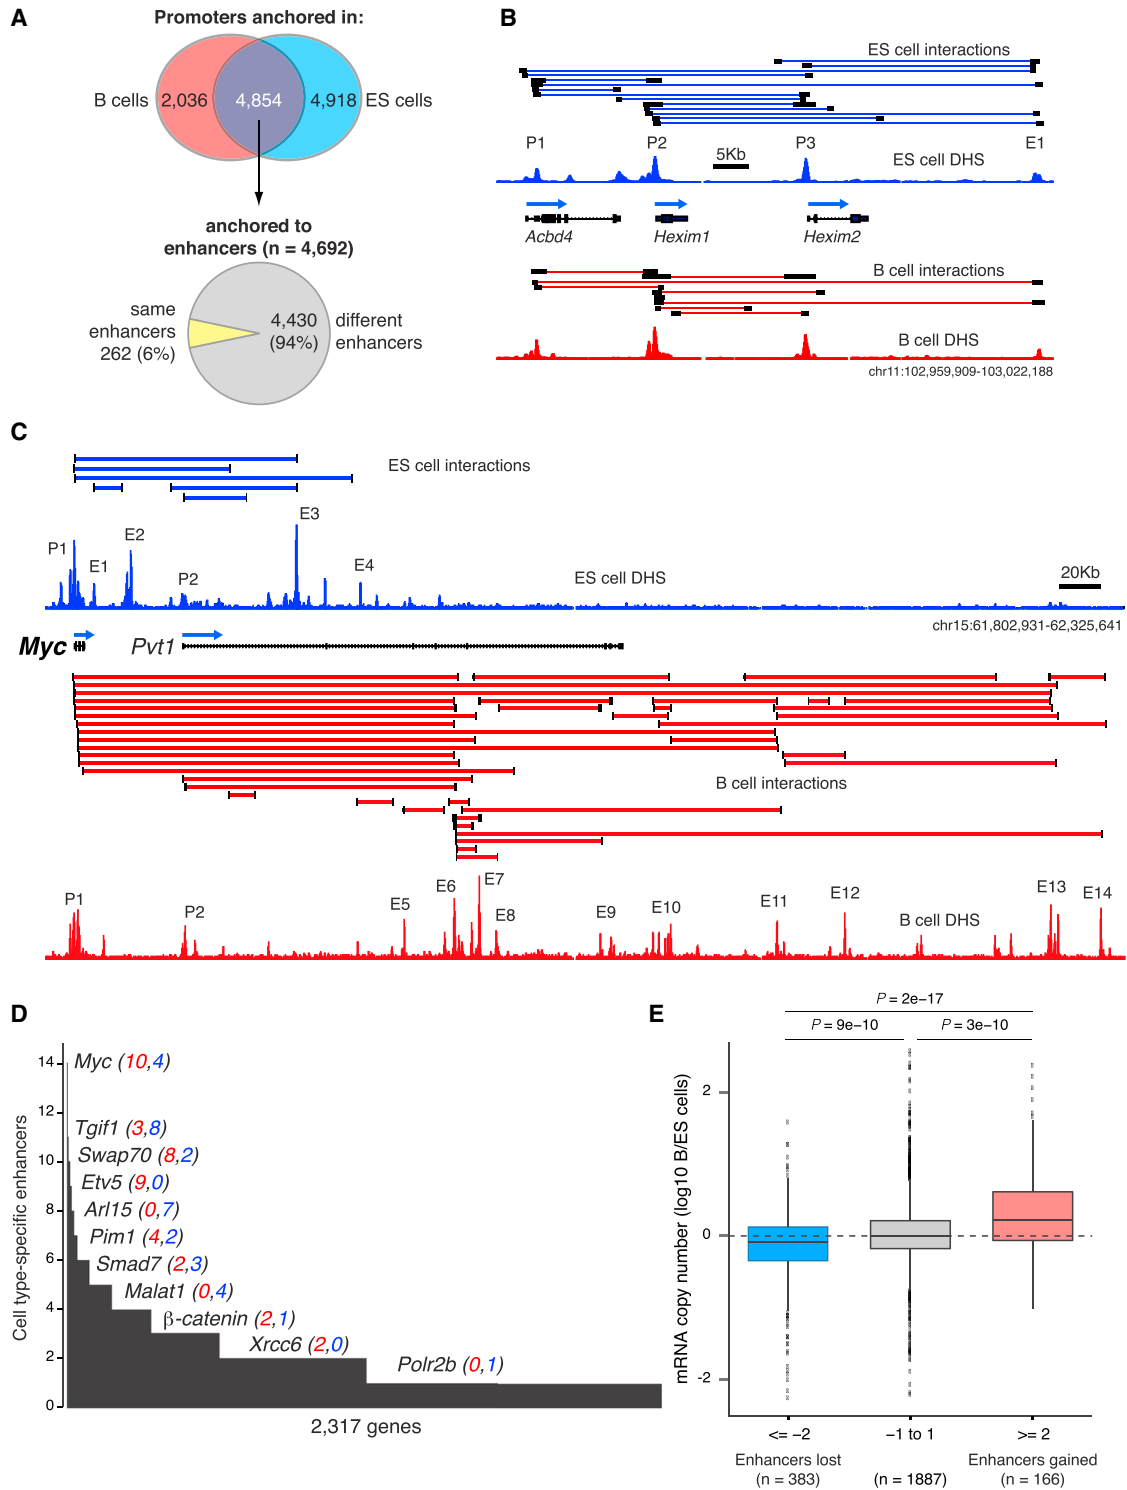 A
Promoters anchored in:
B cells
2,036
4,854
4,918
ES cells
anchored to
enhancers (n = 4,692)
same
enhancers
262 (6%)
4,430
(94%)
different
enhancers
B
ES cell interactions
P1
P2
P3
E1
5Kb
ES cell DHS
Acbd4
Hexim1
Hexim2
B cell interactions
B cell DHS
chr11:102,959,909-103,022,188
C
ES cell interactions
P1
E1
E2
P2
E3
E4
ES cell DHS
20Kb
chr15:61,802,931-62,325,641
Myc
Pvt1
B cell interactions
P1
P2
E5
E6
E7
E8
E9
E10
E11
E12
B cell DHS
E13
E14
D
Cell type-specific enhancers
14
12
10
8
6
4
2
0
Myc (10,4)
Tgif1 (3,8)
Swap70 (8,2)
Etv5 (9,0)
Arl15 (0,7)
Pim1 (4,2)
Smad7 (2,3)
Malat1 (0,4)
β-catenin (2,1)
Xrcc6 (2,0)
Polr2b (0,1)
2,317 genes
E
P = 2e−17
P = 9e−10
P = 3e−10
mRNA copy number (log10 B/ES cells)
2
0
-2
<= −2
−1 to 1
>= 2
Enhancers lost
(n = 383)
(n = 1887)
Enhancers gained
(n = 166)